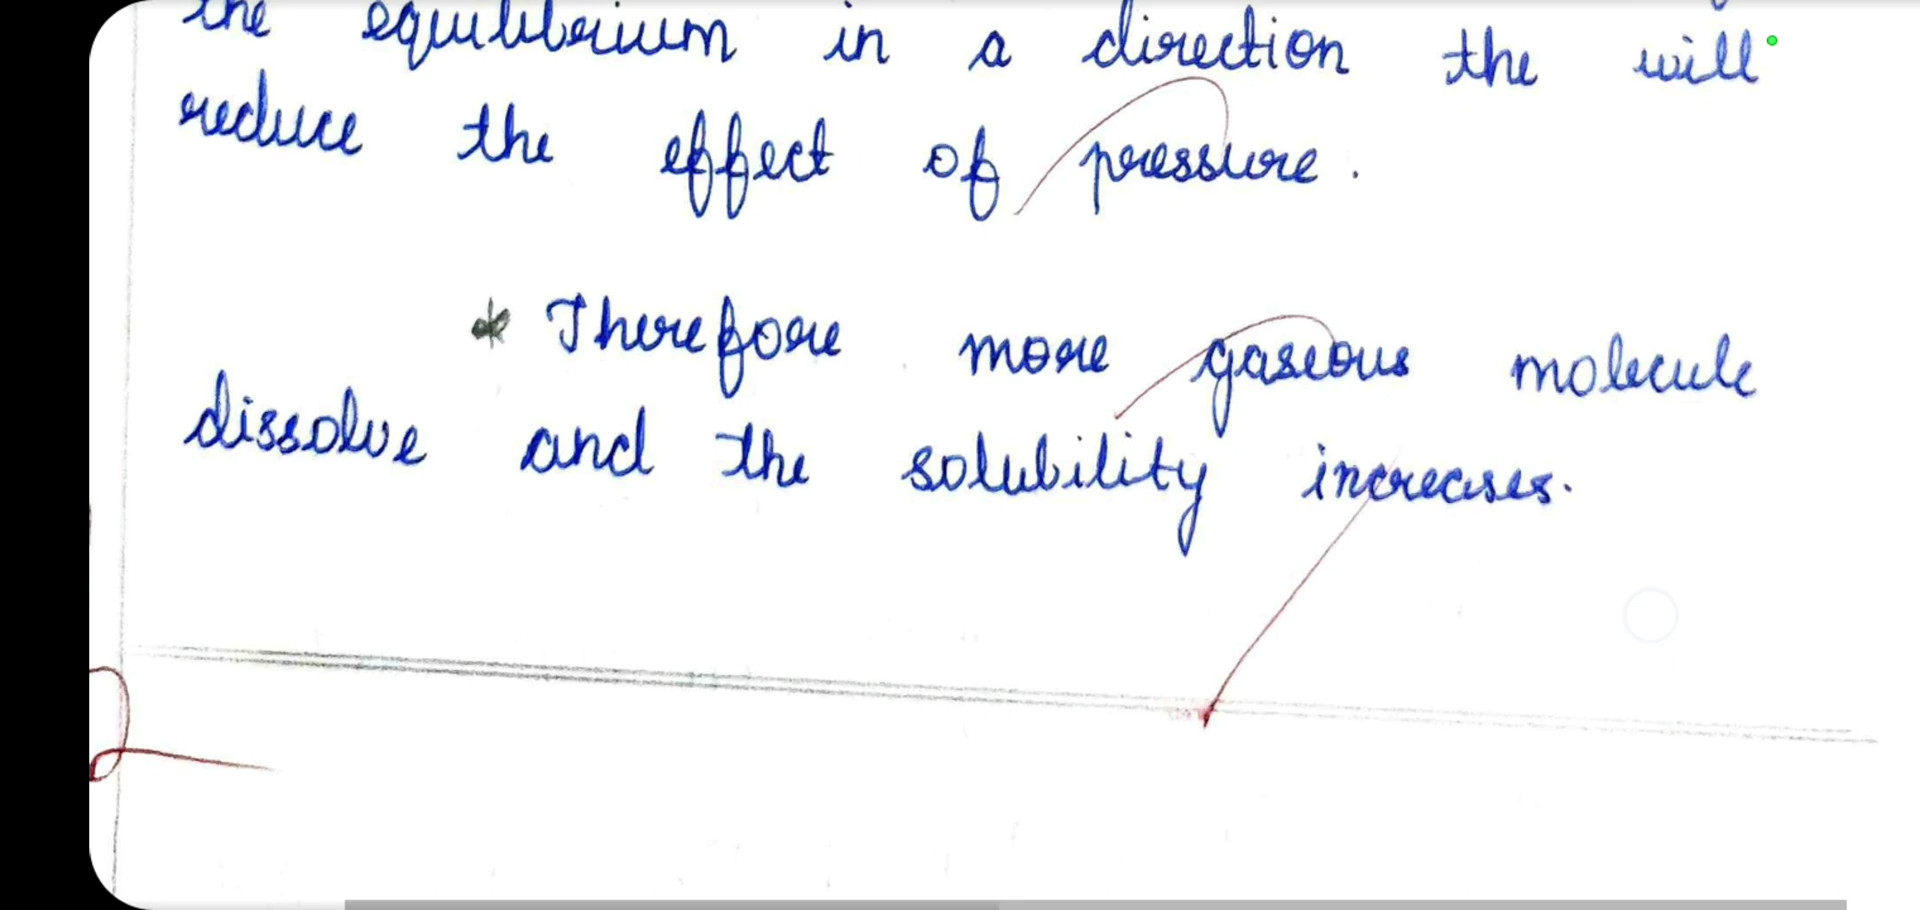 the equilibrium in a direction the will
reduce the effect of pressure.
* Therefore more gaseous molecule
dissolve and the solubility increases.
2